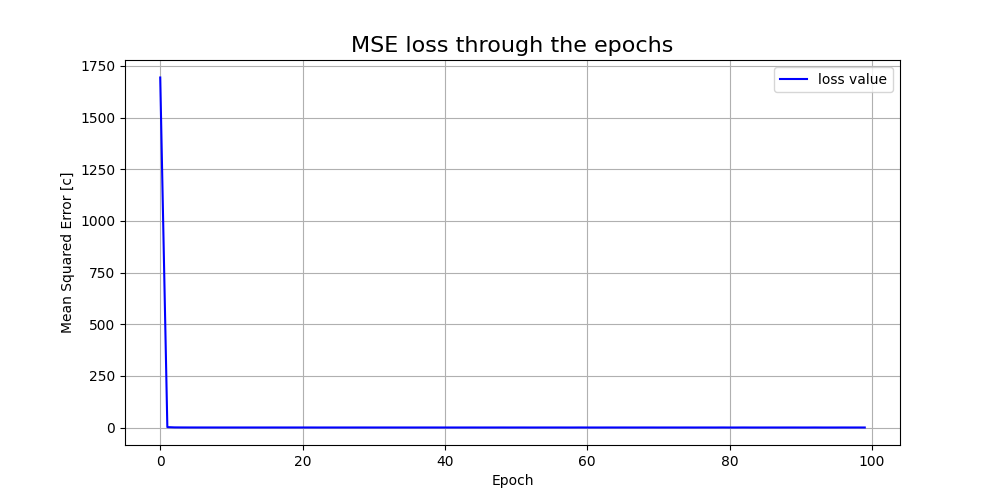 MSE loss through the epochs
loss value
Mean Squared Error [c]
1750
1500
1250
1000
750
500
250
0
0 20 40 60 80 100
Epoch